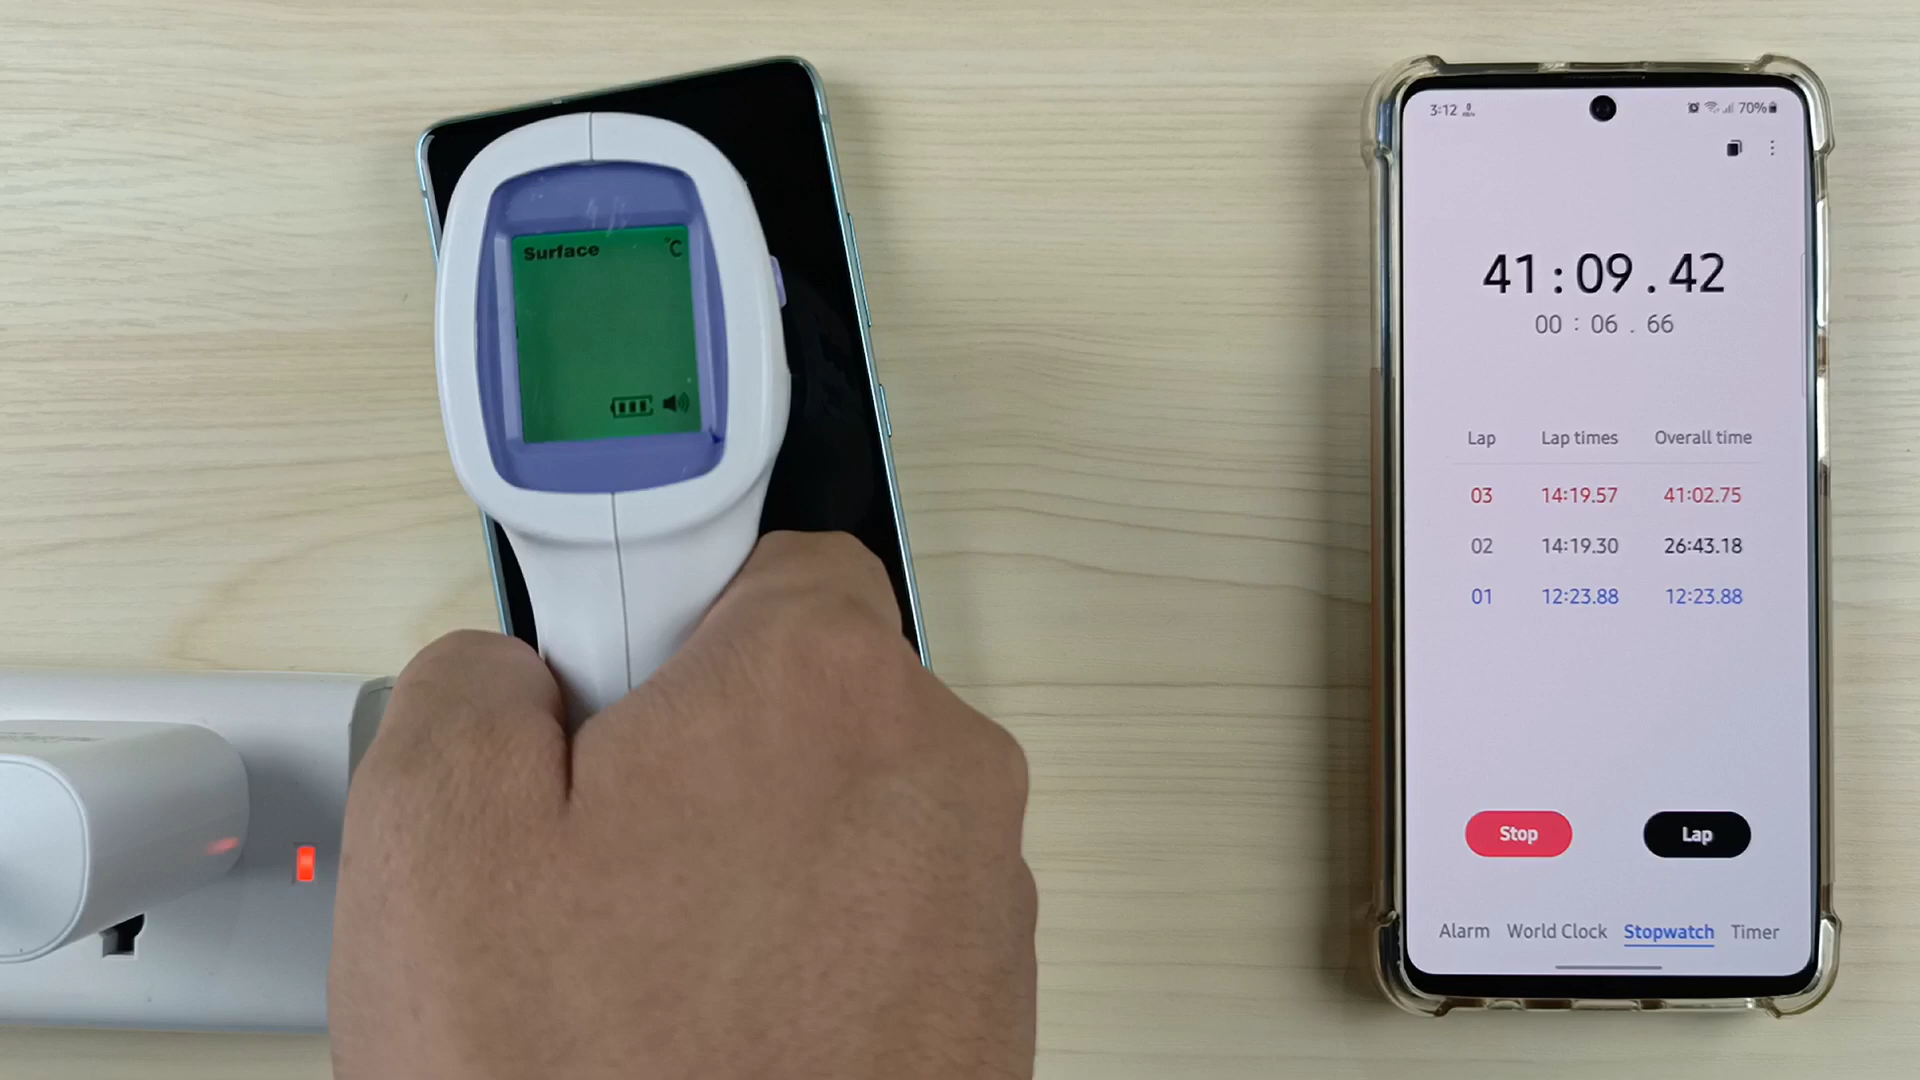 Surface °C
3:12 70%
41:09.42
00:06.66
Lap Lap times Overall time
03 14:19.57 41:02.75
02 14:19.30 26:43.18
01 12:23.88 12:23.88
Stop Lap
Alarm World Clock Stopwatch Timer